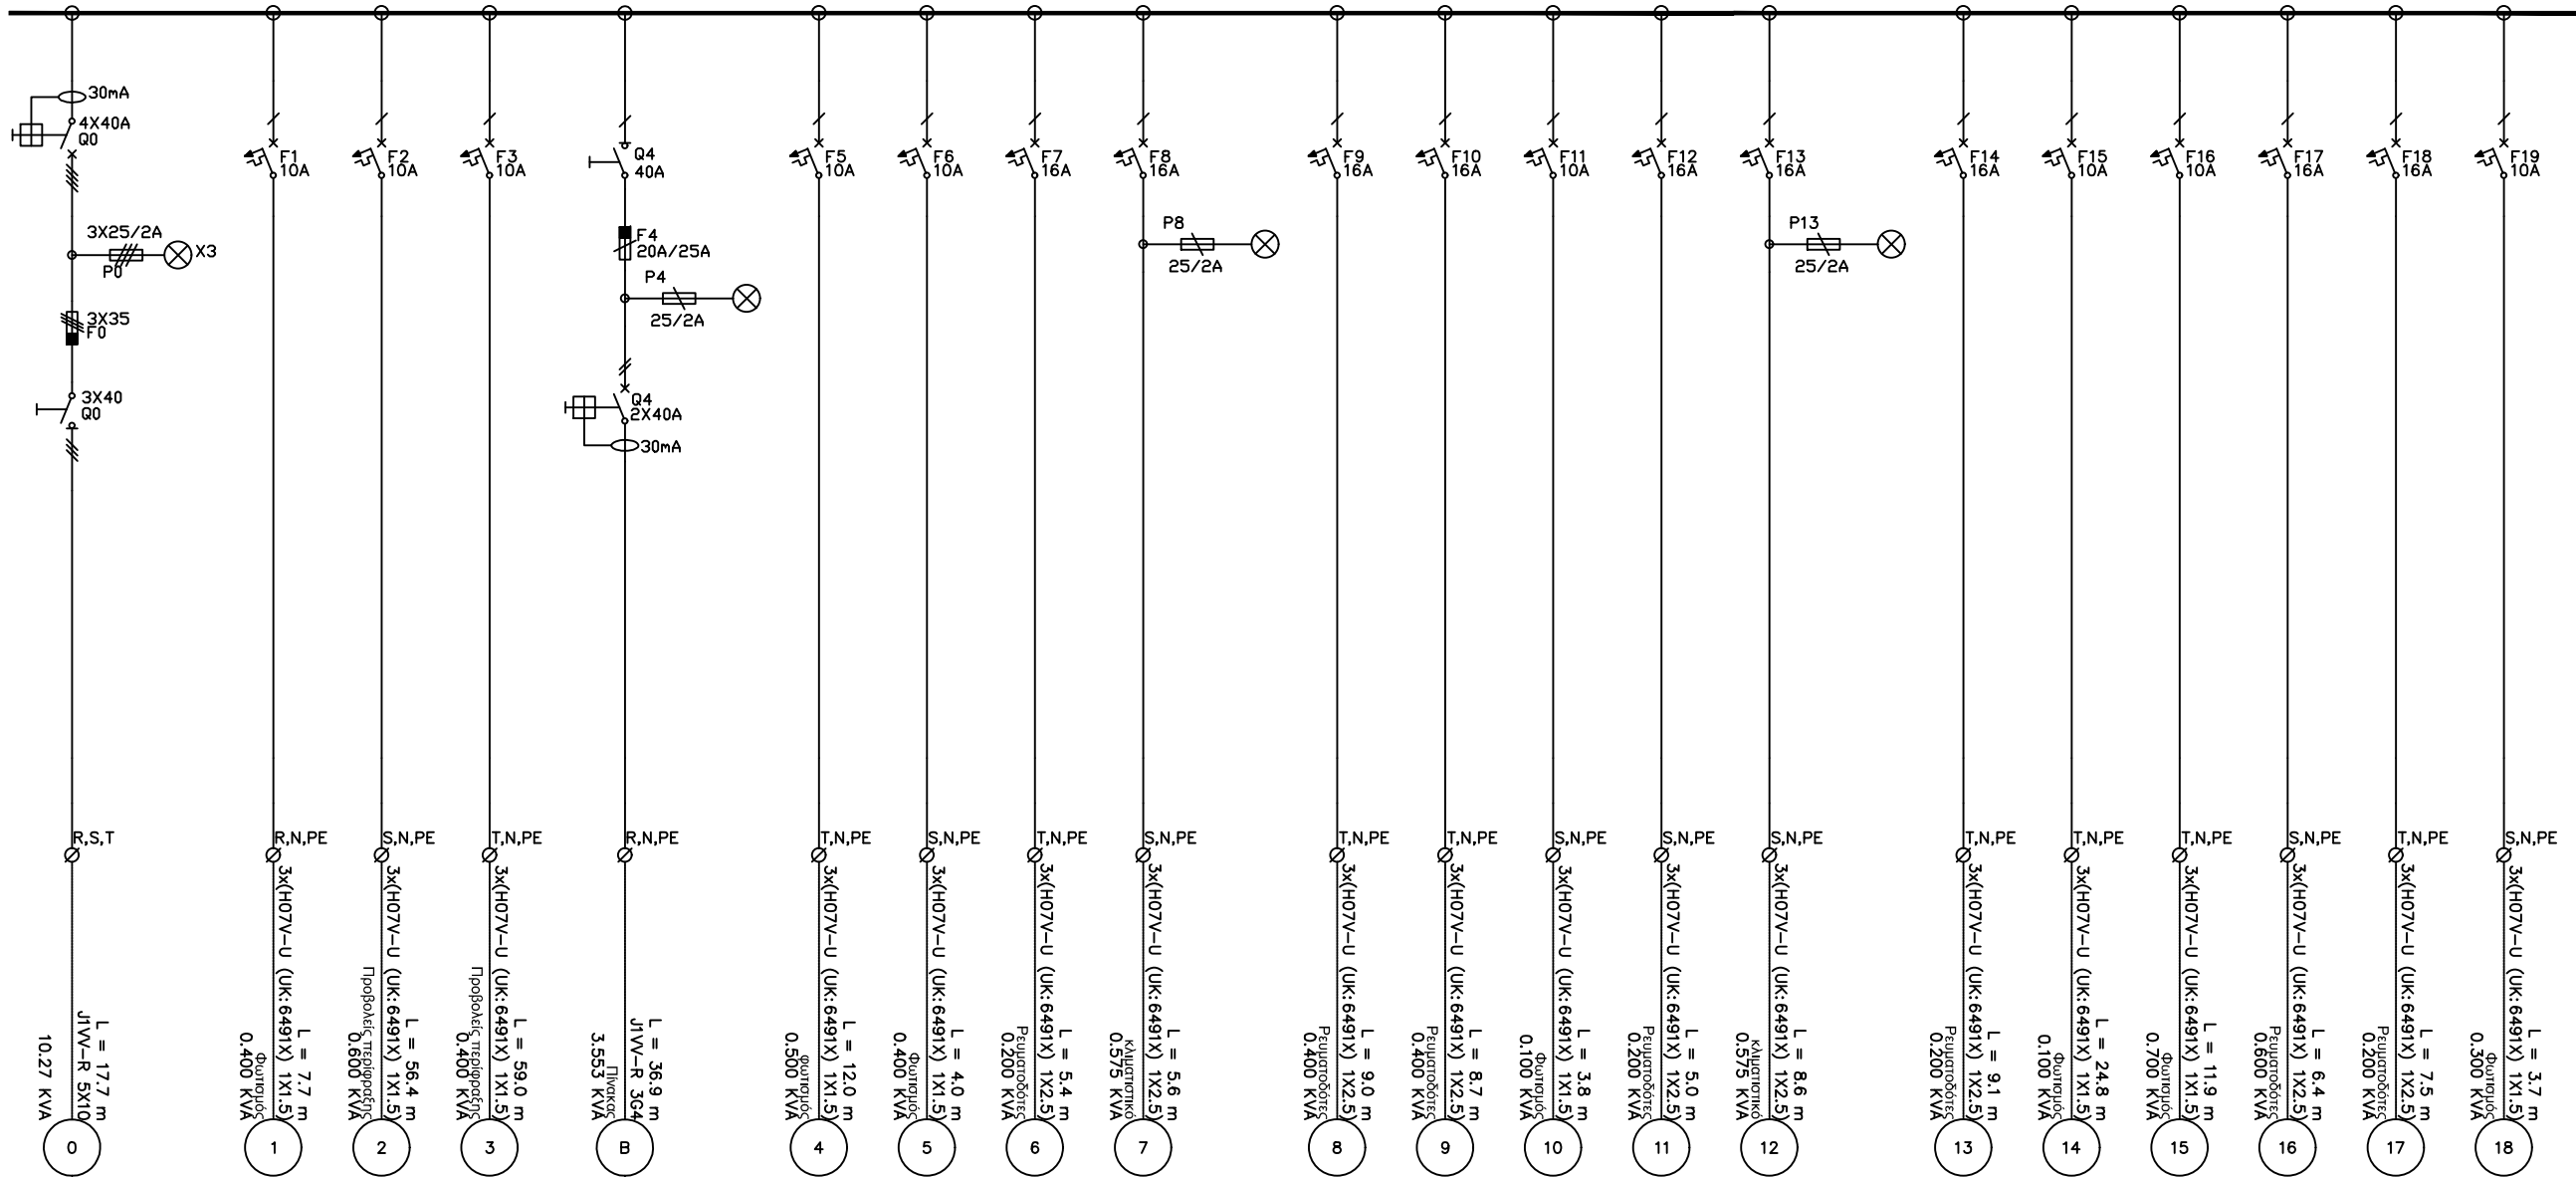 30mA
4X40A
Q0
3X25/2A
P0
X3
3X35
F0
3X40
Q0
R,S,T
L = 17.7 m
J1VV-R 5X10
10.27 KVA
0
F1
10A
R,N,PE
3x(H07V-U (UK:6491X) 1X1.5)
L = 7.7 m
Φωτισμός
0.400 KVA
1
F2
10A
S,N,PE
3x(H07V-U (UK:6491X) 1X1.5)
L = 56.4 m
Προβολείς περίφραξης
0.600 KVA
2
F3
10A
T,N,PE
3x(H07V-U (UK:6491X) 1X1.5)
L = 59.0 m
Προβολείς περίφραξης
0.400 KVA
3
Q4
40A
F4
20A/25A
P4
25/2A
Q4
2X40A
30mA
R,N,PE
L = 36.9 m
J1VV-R 3G4
Πίνακας
3.553 KVA
B
F5
10A
T,N,PE
3x(H07V-U (UK:6491X) 1X1.5)
L = 12.0 m
φωτισμός
0.500 KVA
4
F6
10A
S,N,PE
3x(H07V-U (UK:6491X) 1X1.5)
L = 4.0 m
Φωτισμός
0.400 KVA
5
F7
16A
T,N,PE
3x(H07V-U (UK:6491X) 1X2.5)
L = 5.4 m
Ρευματοδότες
0.200 KVA
6
F8
16A
P8
25/2A
S,N,PE
3x(H07V-U (UK:6491X) 1X2.5)
L = 5.6 m
κλιματιστικό
0.575 KVA
7
F9
16A
T,N,PE
3x(H07V-U (UK:6491X) 1X2.5)
L = 9.0 m
Ρευματοδότες
0.400 KVA
8
F10
16A
T,N,PE
3x(H07V-U (UK:6491X) 1X2.5)
L = 8.7 m
Ρευματοδότες
0.400 KVA
9
F11
10A
S,N,PE
3x(H07V-U (UK:6491X) 1X1.5)
L = 3.8 m
Φωτισμός
0.100 KVA
10
F12
16A
S,N,PE
3x(H07V-U (UK:6491X) 1X2.5)
L = 5.0 m
Ρευματοδότες
0.200 KVA
11
F13
16A
P13
25/2A
S,N,PE
3x(H07V-U (UK:6491X) 1X2.5)
L = 8.6 m
κλιματιστικό
0.575 KVA
12
F14
16A
T,N,PE
3x(H07V-U (UK:6491X) 1X2.5)
L = 9.1 m
Ρευματοδότες
0.200 KVA
13
F15
10A
T,N,PE
3x(H07V-U (UK:6491X) 1X1.5)
L = 24.8 m
Φωτισμός
0.100 KVA
14
F16
10A
T,N,PE
3x(H07V-U (UK:6491X) 1X1.5)
L = 11.9 m
Φωτισμός
0.700 KVA
15
F17
16A
S,N,PE
3x(H07V-U (UK:6491X) 1X2.5)
L = 6.4 m
Ρευματοδότες
0.600 KVA
16
F18
16A
T,N,PE
3x(H07V-U (UK:6491X) 1X2.5)
L = 7.5 m
Ρευματοδότες
0.200 KVA
17
F19
10A
S,N,PE
3x(H07V-U (UK:6491X) 1X1.5)
L = 3.7 m
Φωτισμός
0.300 KVA
18